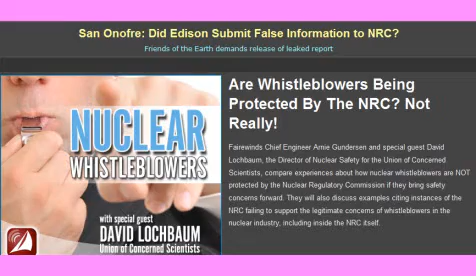 San Onofre: Did Edison Submit False Information to NRC?
Friends of the Earth demands release of leaked report
NUCLEAR
WHISTLEBLOWERS
with special guest
DAVID LOCHBAUM
Union of Concerned Scientists
Are Whistleblowers Being
Protected By The NRC? Not
Really!
Fairewinds Chief Engineer Arnie Gundersen and special guest David
Lochbaum, the Director of Nuclear Safety for the Union of Concerned
Scientists, compare experiences about how nuclear whistleblowers are NOT
protected by the Nuclear Regulatory Commission if they bring safety
concerns forward. They will also discuss examples citing instances of the
NRC failing to support the legitimate concerns of whistleblowers in the
nuclear industry, including inside the NRC itself.